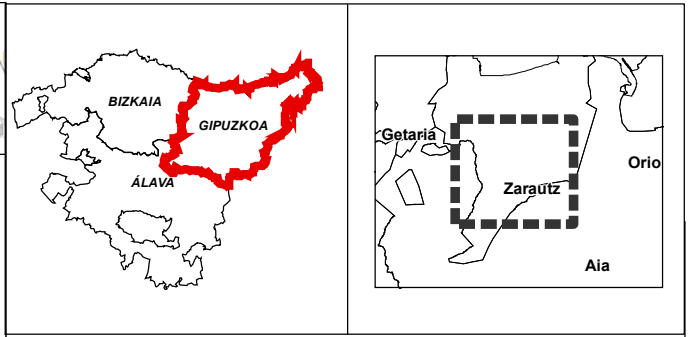 BIZKAIA
GIPUZKOA
ÁLAVA
Getaria
Orio
Zarautz
Aia